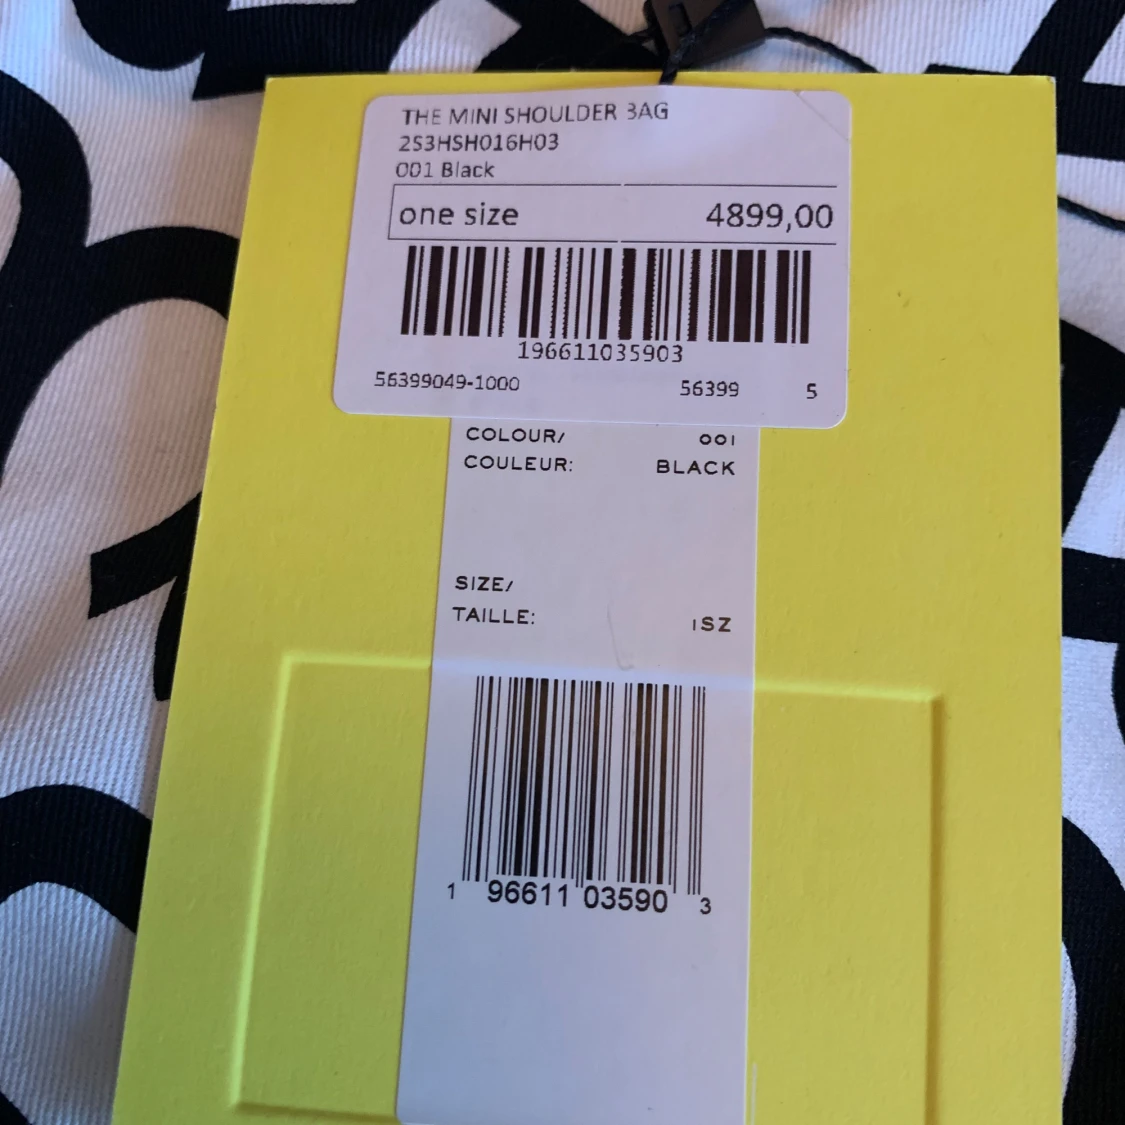 THE MINI SHOULDER BAG
2S3HSH016H03
001 Black
one size 4899,00
196611035903
56399049-1000 56399 5
COLOUR/ 001
COULEUR: BLACK
SIZE/
TAILLE: 1SZ
1 96611 03590 3